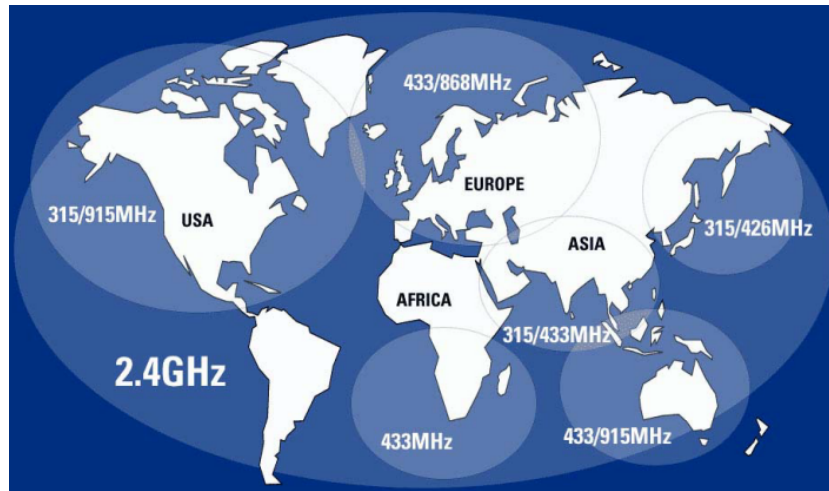 433/868MHz
EUROPE
315/915MHz
USA
315/426MHz
ASIA
AFRICA
315/433MHz
2.4GHz
433MHz
433/915MHz